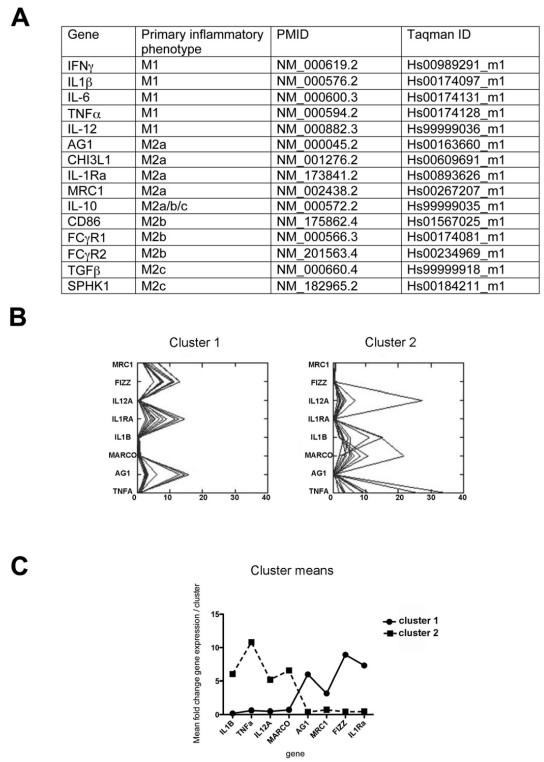 A
Gene Primary inflammatory phenotype PMID Taqman ID
IFNγ M1 NM_000619.2 Hs00989291_m1
IL1β M1 NM_000576.2 Hs00174097_m1
IL-6 M1 NM_000600.3 Hs00174131_m1
TNFα M1 NM_000594.2 Hs00174128_m1
IL-12 M1 NM_000882.3 Hs99999036_m1
AG1 M2a NM_000045.2 Hs00163660_m1
CHI3L1 M2a NM_001276.2 Hs00609691_m1
IL-1Ra M2a NM_173841.2 Hs00893626_m1
MRC1 M2a NM_002438.2 Hs00267207_m1
IL-10 M2a/b/c NM_000572.2 Hs99999035_m1
CD86 M2b NM_175862.4 Hs01567025_m1
FCγR1 M2b NM_000566.3 Hs00174081_m1
FCγR2 M2b NM_201563.4 Hs00234969_m1
TGFβ M2c NM_000660.4 Hs99999918_m1
SPHK1 M2c NM_182965.2 Hs00184211_m1
B
Cluster 1
MRC1
FIZZ
IL12A
IL1RA
IL1B
MARCO
AG1
TNFA
0 10 20 30 40
Cluster 2
MRC1
FIZZ
IL12A
IL1RA
IL1B
MARCO
AG1
TNFA
0 10 20 30 40
C
Cluster means
Mean fold change gene expression / cluster
15
10
5
0
IL1B TNFa IL12A MARCO AG1 MRC1 FIZZ IL1Ra
gene
cluster 1
cluster 2